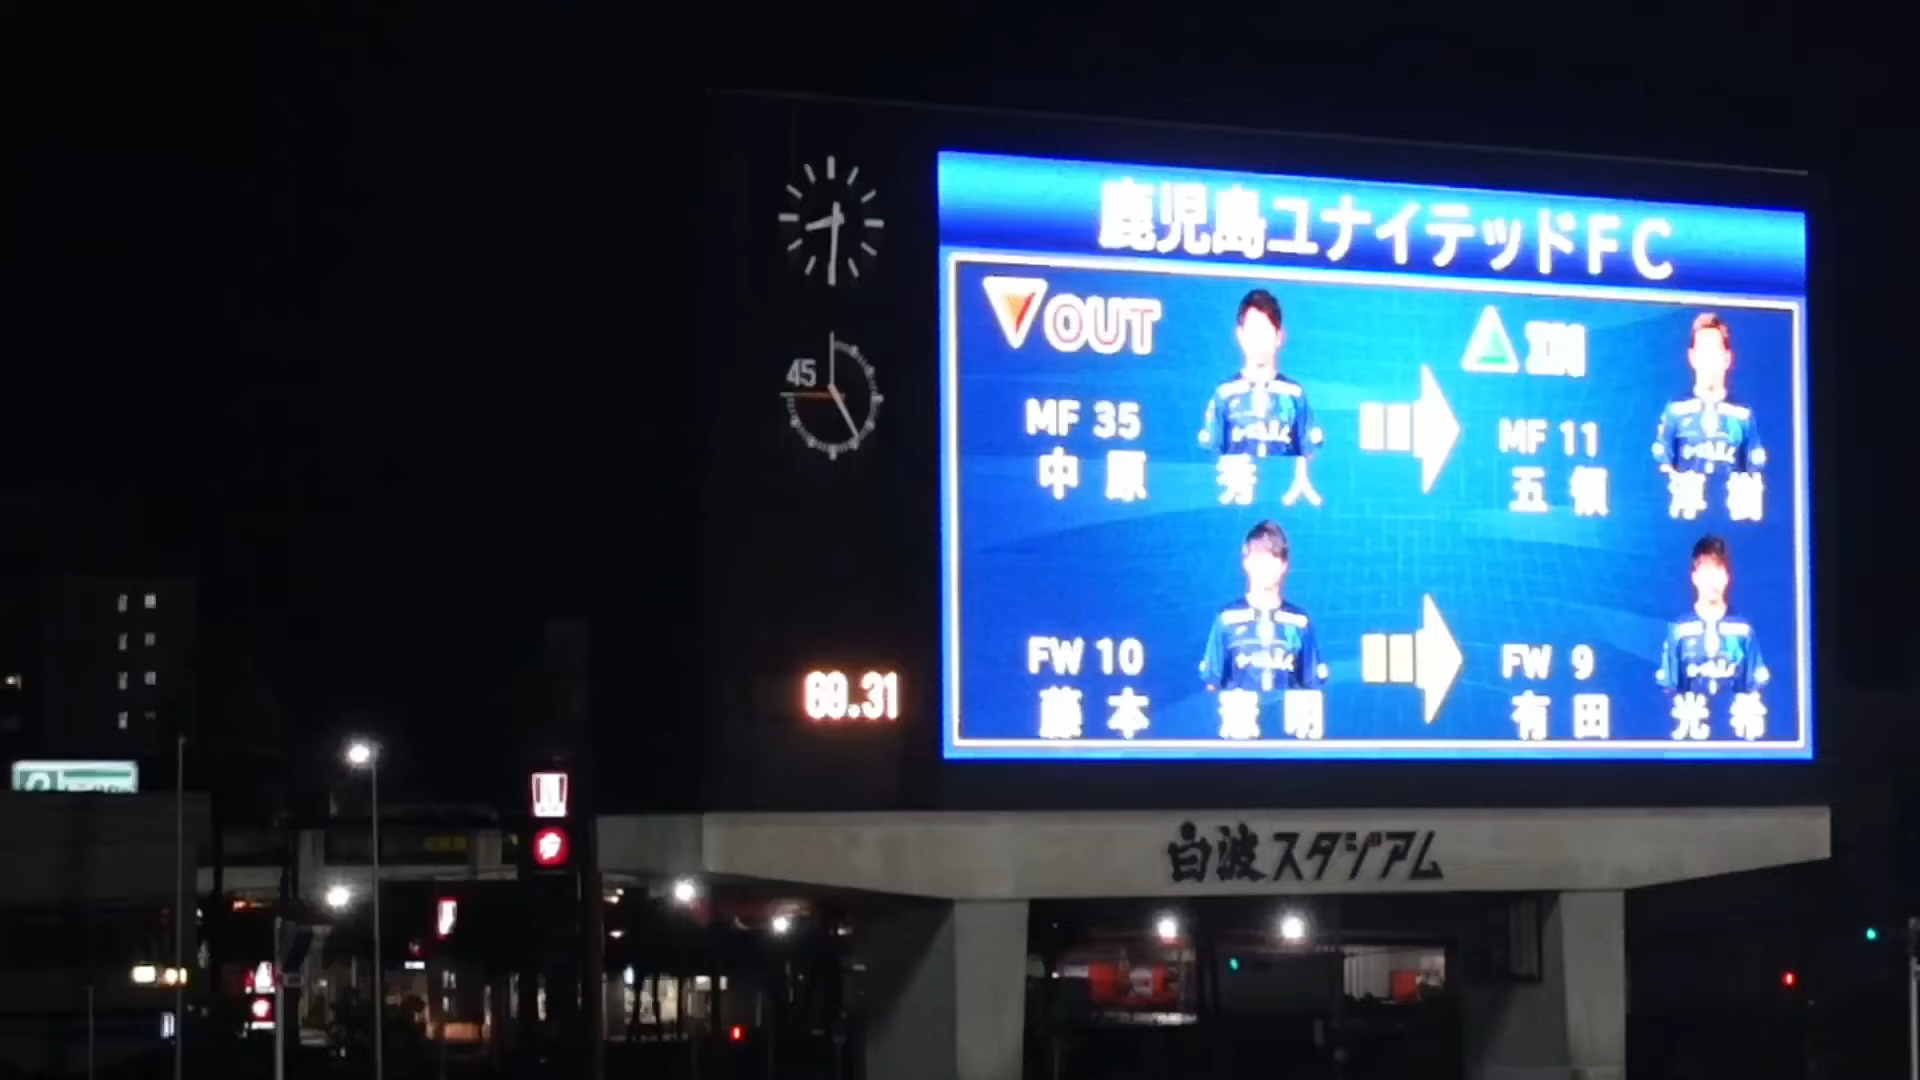 鹿児島ユナイテッドFC
OUT
IN
MF 35
中原 秀人
MF 11
五領 淳樹
FW 10
藤本 憲明
FW 9
有田 光希
45
69.31
白波スタジアム